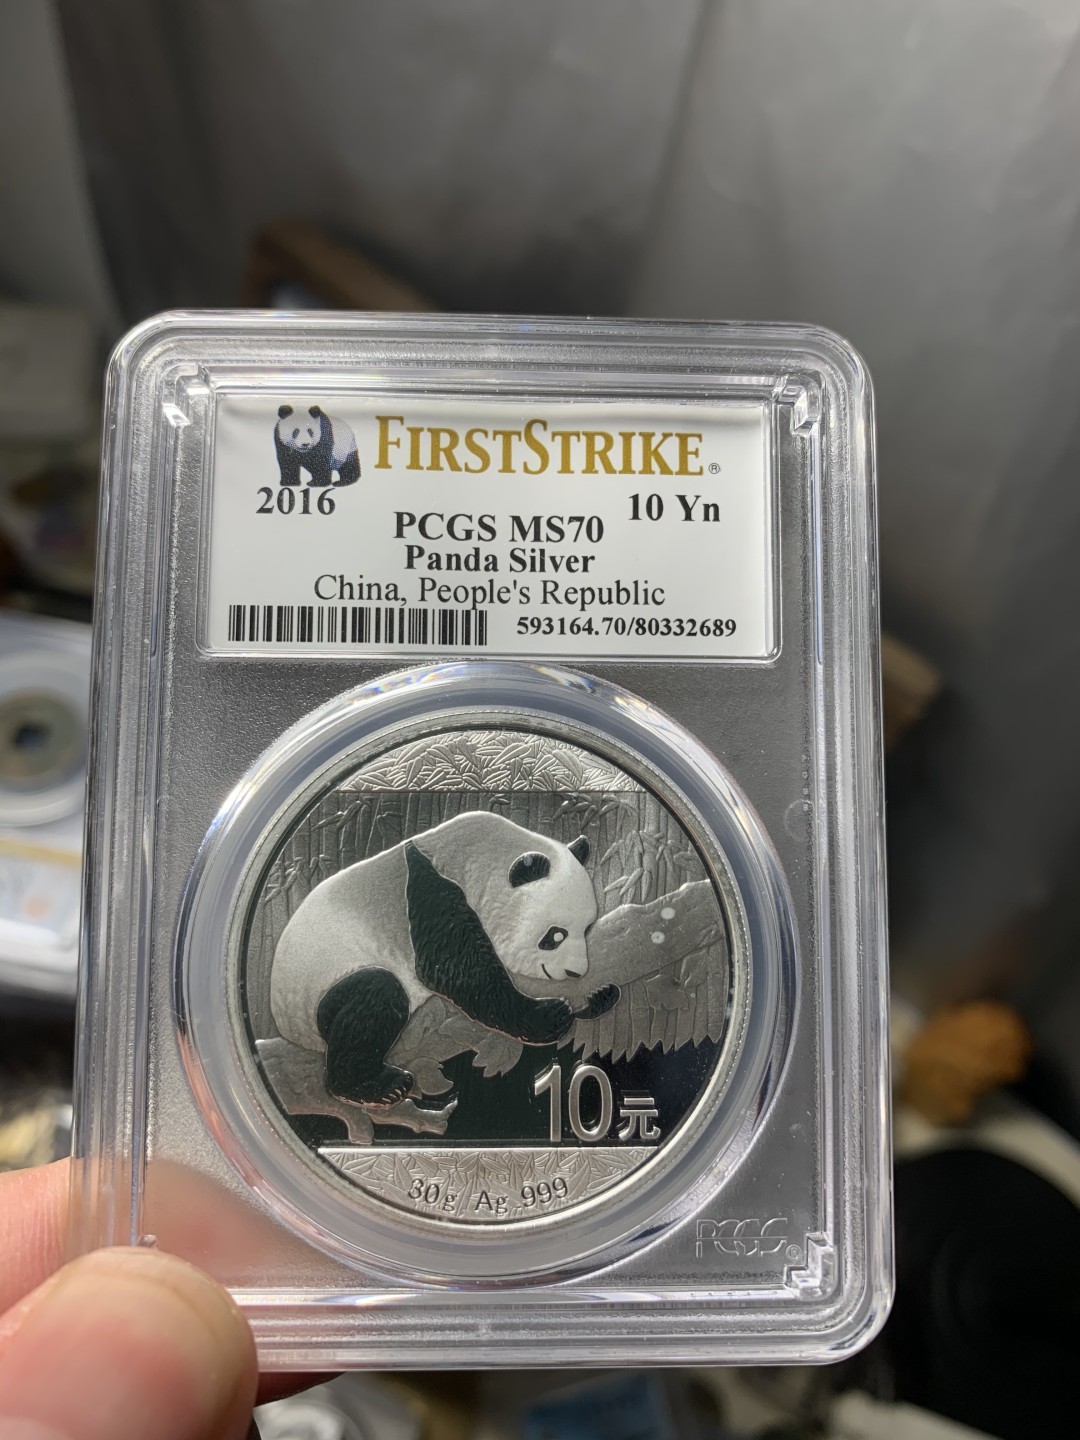 FIRSTSTRIKE®
2016
10 Yn
PCGS MS70
Panda Silver
China, People's Republic
593164.70/80332689
10元
30g Ag 999
PCGS®